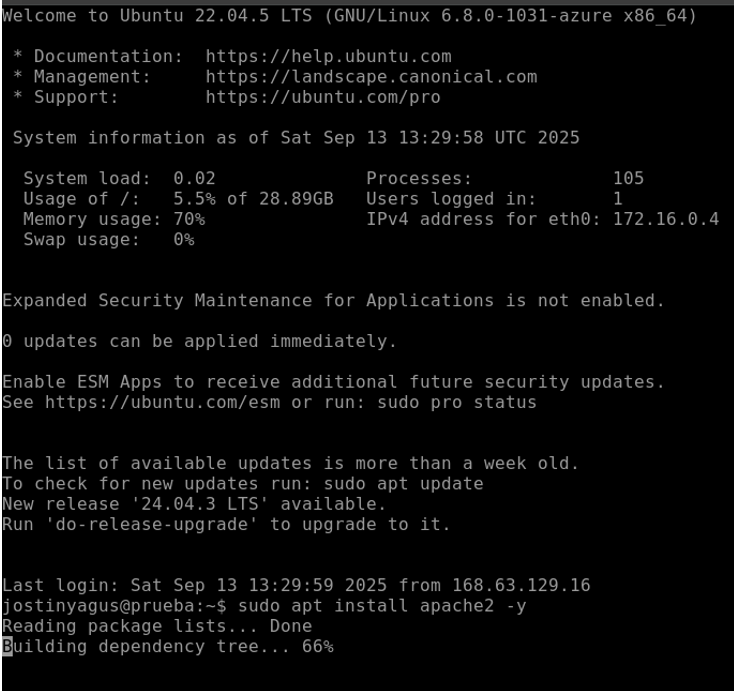 Welcome to Ubuntu 22.04.5 LTS (GNU/Linux 6.8.0-1031-azure x86_64)
* Documentation:  https://help.ubuntu.com
* Management:     https://landscape.canonical.com
* Support:        https://ubuntu.com/pro
System information as of Sat Sep 13 13:29:58 UTC 2025
System load:  0.02              Processes:             105
Usage of /:   5.5% of 28.89GB   Users logged in:       1
Memory usage: 70%               IPv4 address for eth0: 172.16.0.4
Swap usage:   0%
Expanded Security Maintenance for Applications is not enabled.
0 updates can be applied immediately.
Enable ESM Apps to receive additional future security updates.
See https://ubuntu.com/esm or run: sudo pro status
The list of available updates is more than a week old.
To check for new updates run: sudo apt update
New release '24.04.3 LTS' available.
Run 'do-release-upgrade' to upgrade to it.
Last login: Sat Sep 13 13:29:59 2025 from 168.63.129.16
jostinyagus@prueba:~$ sudo apt install apache2 -y
Reading package lists... Done
Building dependency tree... 66%